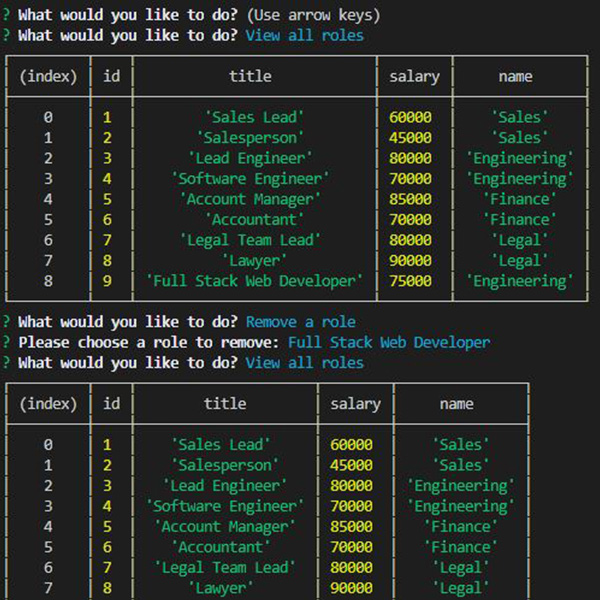 ? What would you like to do? (Use arrow keys)
? What would you like to do? View all roles
(index) id title salary name
0 1 'Sales Lead' 60000 'Sales'
1 2 'Salesperson' 45000 'Sales'
2 3 'Lead Engineer' 80000 'Engineering'
3 4 'Software Engineer' 70000 'Engineering'
4 5 'Account Manager' 85000 'Finance'
5 6 'Accountant' 70000 'Finance'
6 7 'Legal Team Lead' 80000 'Legal'
7 8 'Lawyer' 90000 'Legal'
8 9 'Full Stack Web Developer' 75000 'Engineering'
? What would you like to do? Remove a role
? Please choose a role to remove: Full Stack Web Developer
? What would you like to do? View all roles
(index) id title salary name
0 1 'Sales Lead' 60000 'Sales'
1 2 'Salesperson' 45000 'Sales'
2 3 'Lead Engineer' 80000 'Engineering'
3 4 'Software Engineer' 70000 'Engineering'
4 5 'Account Manager' 85000 'Finance'
5 6 'Accountant' 70000 'Finance'
6 7 'Legal Team Lead' 80000 'Legal'
7 8 'Lawyer' 90000 'Legal'